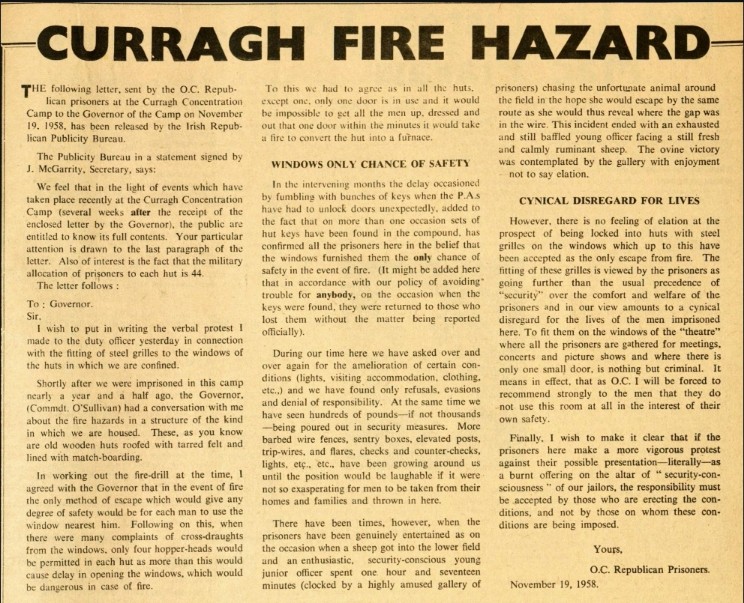 CURRAGH FIRE HAZARD
THE following letter, sent by the O.C. Repub-
lican prisoners at the Curragh Concentration
Camp to the Governor of the Camp on November
19, 1958, has been released by the Irish Repub-
lican Publicity Bureau.
The Publicity Bureau in a statement signed by
J. McGarrity, Secretary, says:
We feel that in the light of events which have
taken place recently at the Curragh Concentration
Camp (several weeks after the receipt of the
enclosed letter by the Governor), the public are
entitled to know its full contents. Your particular
attention is drawn to the last paragraph of the
letter. Also of interest is the fact that the military
allocation of prisoners to each hut is 44.
The letter follows :
To : Governor.
Sir,
I wish to put in writing the verbal protest I
made to the duty officer yesterday in connection
with the fitting of steel grilles to the windows of
the huts in which we are confined.
Shortly after we were imprisoned in this camp
nearly a year and a half ago, the Governor,
(Commdt. O'Sullivan) had a conversation with me
about the fire hazards in a structure of the kind
in which we are housed. These, as you know
are old wooden huts roofed with tarred felt and
lined with match-boarding.
In working out the fire-drill at the time, I
agreed with the Governor that in the event of fire
the only method of escape which would give any
degree of safety would be for each man to use the
window nearest him. Following on this, when
there were many complaints of cross-draughts
from the windows, only four hopper-heads would
be permitted in each hut as more than this would
cause delay in opening the windows, which would
be dangerous in case of fire.
To this we had to agree as in all the huts,
except one, only one door is in use and it would
be impossible to get all the men up, dressed and
out that one door within the minutes it would take
a fire to convert the hut into a furnace.
WINDOWS ONLY CHANCE OF SAFETY
In the intervening months the delay occasioned
by fumbling with bunches of keys when the P.A.s
have had to unlock doors unexpectedly, added to
the fact that on more than one occasion sets of
hut keys have been found in the compound, has
confirmed all the prisoners here in the belief that
the windows furnished them the only chance of
safety in the event of fire. (It might be added here
that in accordance with our policy of avoiding
trouble for anybody, on the occasion when the
keys were found, they were returned to those who
lost them without the matter being reported
officially).
During our time here we have asked over and
over again for the amelioration of certain con-
ditions (lights, visiting accommodation, clothing,
etc.,) and we have found only refusals, evasions
and denial of responsibility. At the same time we
have seen hundreds of pounds—if not thousands
—being poured out in security measures. More
barbed wire fences, sentry boxes, elevated posts,
trip-wires, and flares, checks and counter-checks,
lights, etc., etc., have been growing around us
until the position would be laughable if it were
not so exasperating for men to be taken from their
homes and families and thrown in here.
There have been times, however, when the
prisoners have been genuinely entertained as on
the occasion when a sheep got into the lower field
and an enthusiastic, security-conscious young
junior officer spent one hour and seventeen
minutes (clocked by a highly amused gallery of
prisoners) chasing the unfortunate animal around
the field in the hope she would escape by the same
route as she would thus reveal where the gap was
in the wire. This incident ended with an exhausted
and still baffled young officer facing a still fresh
and calmly ruminant sheep. The ovine victory
was contemplated by the gallery with enjoyment
not to say elation.
CYNICAL DISREGARD FOR LIVES
However, there is no feeling of elation at the
prospect of being locked into huts with steel
grilles on the windows which up to this have
been accepted as the only escape from fire. The
fitting of these grilles is viewed by the prisoners as
going further than the usual precedence of
"security" over the comfort and welfare of the
prisoners and in our view amounts to a cynical
disregard for the lives of the men imprisoned
here. To fit them on the windows of the "theatre"
where all the prisoners are gathered for meetings,
concerts and picture shows and where there is
only one small door, is nothing but criminal. It
means in effect, that as O.C. I will be forced to
recommend strongly to the men that they do
not use this room at all in the interest of their
own safety.
Finally, I wish to make it clear that if the
prisoners here make a more vigorous protest
against their possible presentation—literally—as
a burnt offering on the altar of " security-con-
sciousness " of our jailors, the responsibility must
be accepted by those who are erecting the con-
ditions, and not by those on whom these con-
ditions are being imposed.
Yours,
O.C. Republican Prisoners.
November 19, 1958.